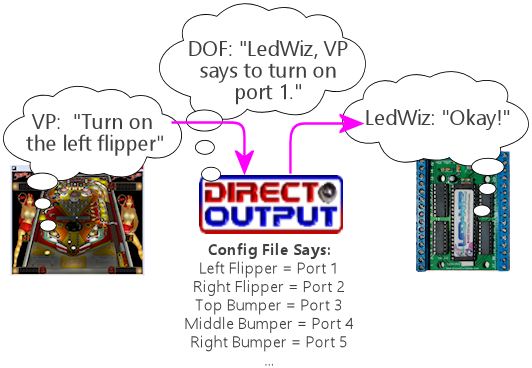 DOF: "LedWiz, VP
says to turn on
port 1."
VP:  "Turn on
the left flipper"
LedWiz: "Okay!"
DIRECT
OUTPUT
Config File Says:
Left Flipper = Port 1
Right Flipper = Port 2
Top Bumper = Port 3
Middle Bumper = Port 4
Right Bumper = Port 5
...